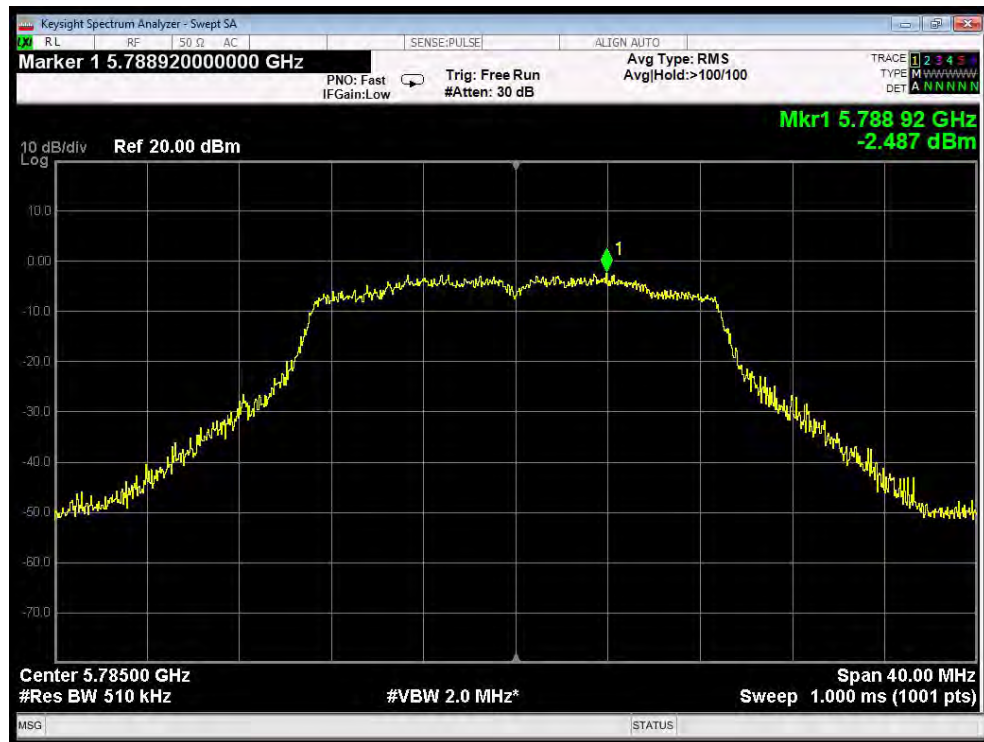 Keysight Spectrum Analyzer - Swept SA
RL RF 50 Ω AC SENSE:PULSE ALIGN AUTO
Marker 1 5.788920000000 GHz
PNO: Fast
IFGain:Low
Trig: Free Run
#Atten: 30 dB
Avg Type: RMS
Avg|Hold:>100/100
TRACE 1 2 3 4 5
TYPE M
DET A N N N N N
Mkr1 5.788 92 GHz
-2.487 dBm
10 dB/div Ref 20.00 dBm
Log
10.0
0.00
-10.0
-20.0
-30.0
-40.0
-50.0
-60.0
-70.0
1
Center 5.78500 GHz
#Res BW 510 kHz
#VBW 2.0 MHz*
Span 40.00 MHz
Sweep 1.000 ms (1001 pts)
MSG STATUS